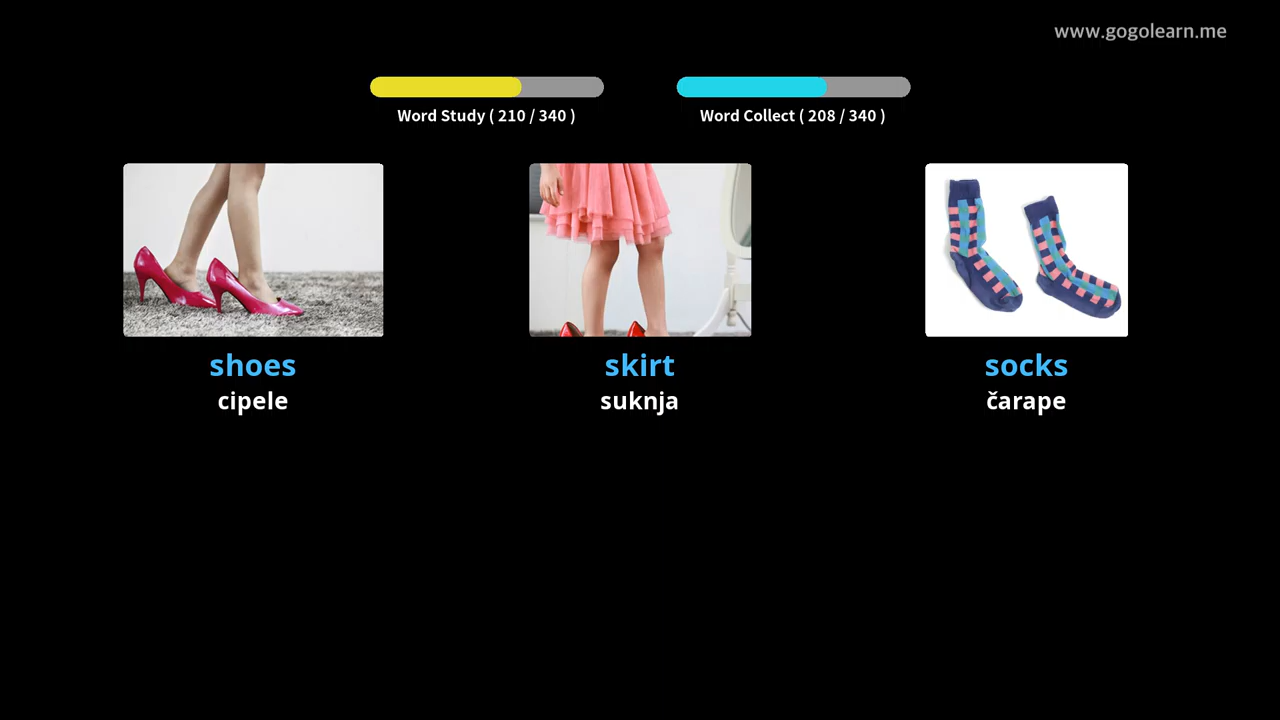 www.gogolearn.me
Word Study ( 210 / 340 )
Word Collect ( 208 / 340 )
shoes
cipele
skirt
suknja
socks
čarape